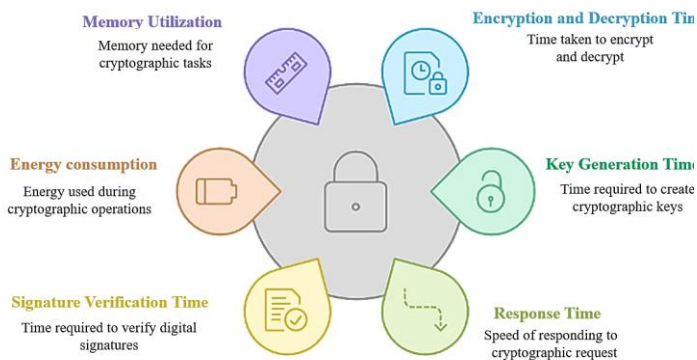 Memory Utilization
Memory needed for
cryptographic tasks
Encryption and Decryption Tim
Time taken to encrypt
and decrypt
Energy consumption
Energy used during
cryptographic operations
Key Generation Time
Time required to create
cryptographic keys
Signature Verification Time
Time required to verify digital
signatures
Response Time
Speed of responding to
cryptographic request